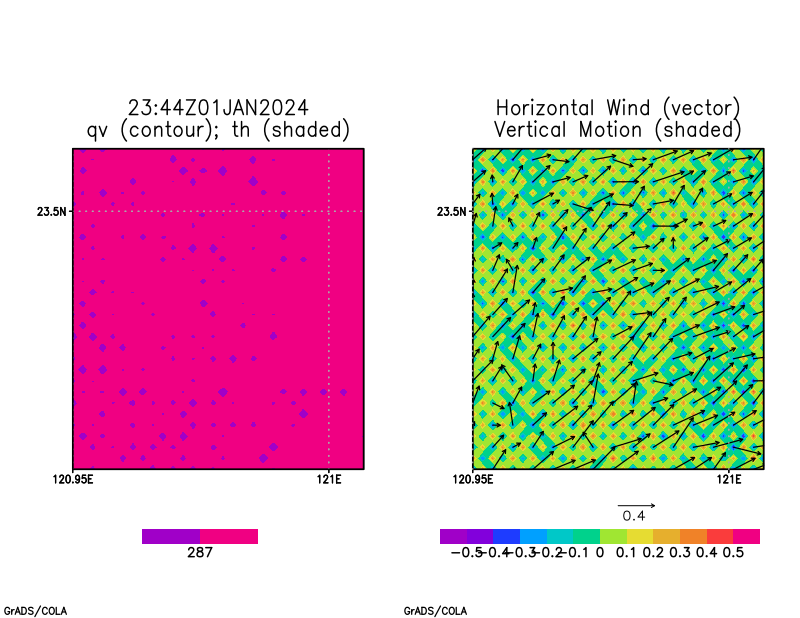 23:44Z01JAN2024
qv (contour); th (shaded)
23.5N
120.95E
121E
287
GrADS/COLA
Horizontal Wind (vector)
Vertical Motion (shaded)
23.5N
120.95E
121E
0.4
-0.5 -0.4 -0.3 -0.2 -0.1 0 0.1 0.2 0.3 0.4 0.5
GrADS/COLA